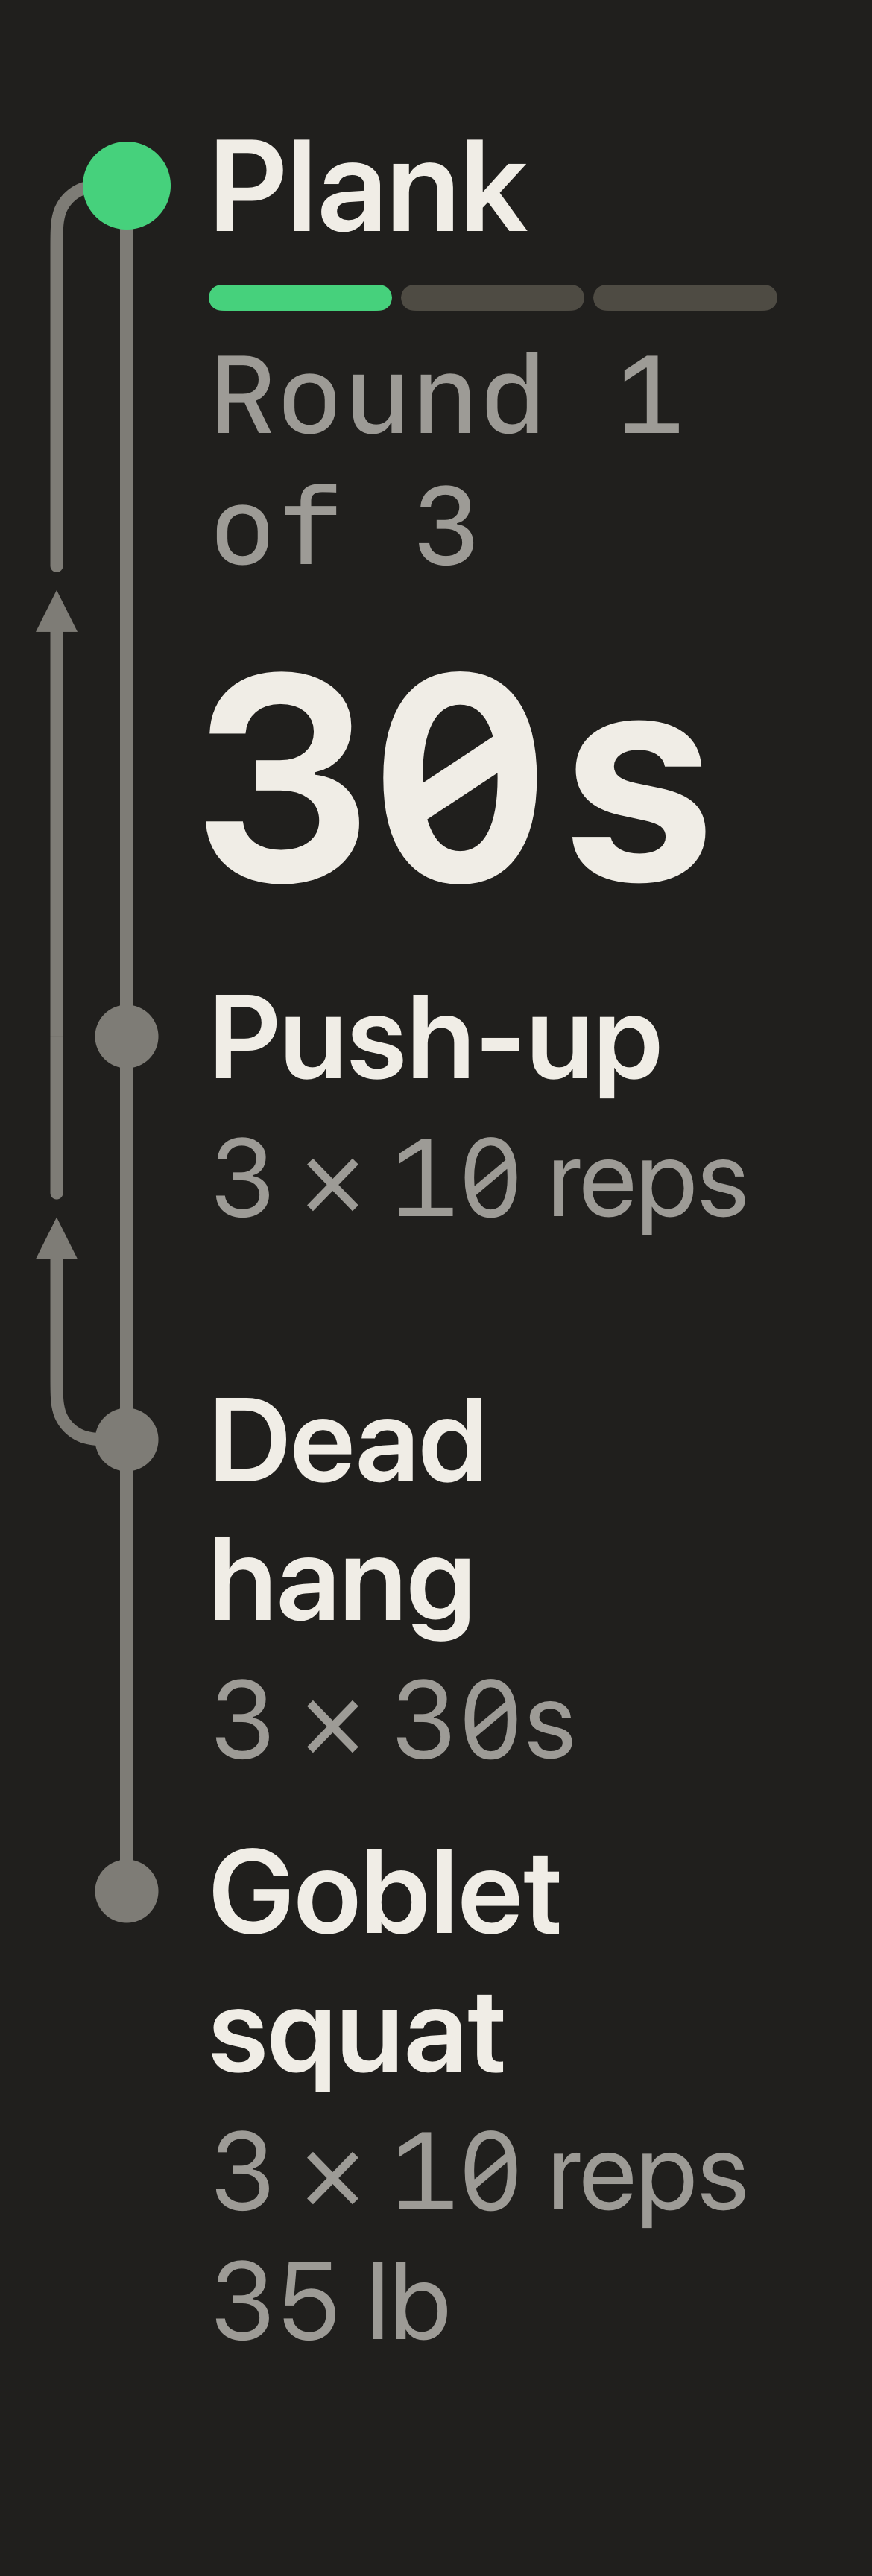 Plank
Round 1
of 3
30s
Push-up
3 × 10 reps
Dead
hang
3 × 30s
Goblet
squat
3 × 10 reps
35 lb